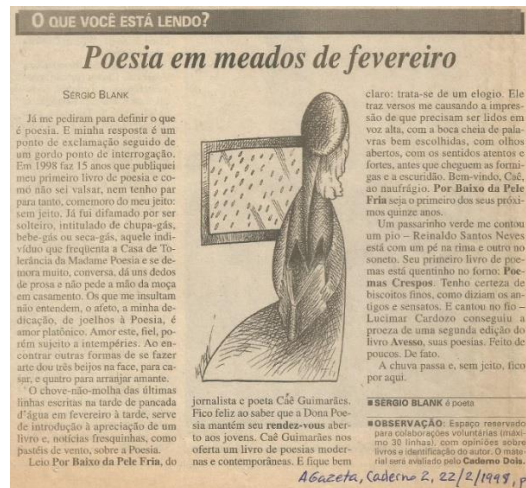 O QUE VOCÊ ESTÁ LENDO?
Poesia em meados de fevereiro
SÉRGIO BLANK
Já me pediram para definir o que
é poesia. E minha resposta é um
ponto de exclamação seguido de
um gordo ponto de interrogação.
Em 1998 faz 15 anos que publiquei
meu primeiro livro de poesia e co-
mo não sei valsar, nem tenho par
para tanto, comemoro do meu jeito:
sem jeito. Já fui difamado por ser
solteiro, intitulado de chupa-gás,
bebe-gás ou seca-gás, aquele indi-
víduo que freqüenta a Casa de To-
lerância da Madame Poesia e se de-
mora muito, conversa, dá uns dedos
de prosa e não pede a mão da moça
em casamento. Os que me insultam
não entendem, o afeto, a minha de-
dicação, de joelhos à Poesia, é
amor platônico. Amor este, fiel, po-
rém sujeito a intempéries. Ao en-
contrar outras formas de se fazer
arte dou três beijos na face, para ca-
sar, e quatro para arranjar amante.
O chove-não-molha das últimas
linhas escritas na tarde de pancada
d'água em fevereiro à tarde, serve
de introdução à apreciação de um
livro e, notícias fresquinhas, como
pastéis de vento, sobre a Poesia.
Leio Por Baixo da Pele Fria, do
jornalista e poeta Caê Guimarães.
Fico feliz ao saber que a Dona Poe-
sia mantém seu rendez-vous aber-
to aos jovens. Caê Guimarães nos
oferta um livro de poesias moder-
nas e contemporâneas. E fique bem
claro: trata-se de um elogio. Ele
traz versos me causando a impres-
são de que precisam ser lidos em
voz alta, com a boca cheia de pala-
vras bem escolhidas, com olhos
abertos, com os sentidos atentos e
fortes, antes que cheguem as formi-
gas e a escuridão. Bem-vindo, Caê,
ao naufrágio. Por Baixo da Pele
Fria seja o primeiro dos seus próxi-
mos quinze anos.
Um passarinho verde me contou
um pio – Reinaldo Santos Neves
está com um pé na rima e outro no
soneto. Seu primeiro livro de poe-
mas está quentinho no forno: Poe-
mas Crespos. Tenho certeza de
biscoitos finos, como diziam os an-
tigos e sensatos. E cantou no fio –
Lucimar Cardozo conseguiu a
proeza de uma segunda edição do
livro Avesso, suas poesias. Feito de
poucos. De fato.
A chuva passa e, sem jeito, fico
por aqui.
■ SÉRGIO BLANK é poeta
■ OBSERVAÇÃO: Espaço reservado
para colaborações voluntárias (máxi-
mo 30 linhas), com opiniões sobre
livros e identificação do autor. O mate-
rial será avaliado pelo Caderno Dois.
A Gazeta, Caderno 2, 22/2/1998, p